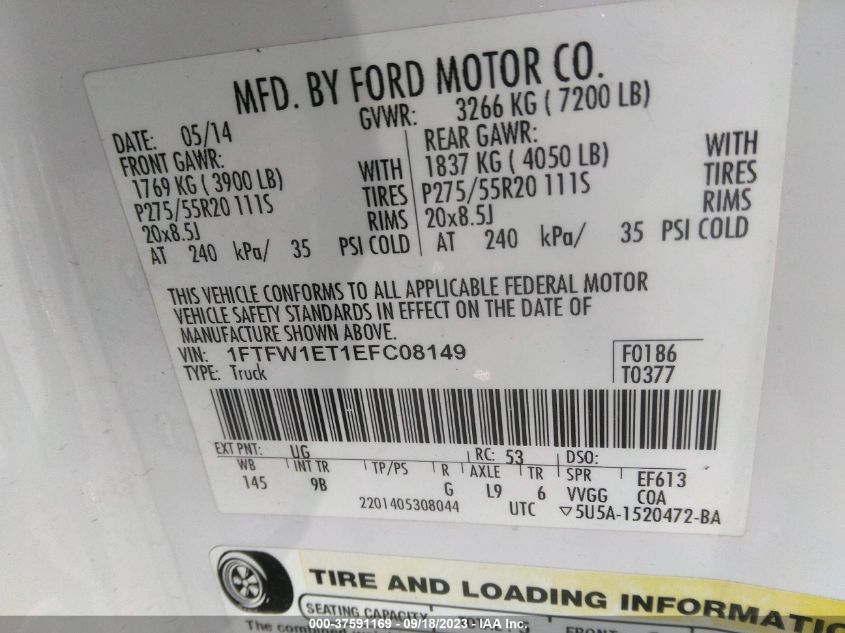 MFD. BY FORD MOTOR CO.
DATE: 05/14 GVWR: 3266 KG ( 7200 LB)
FRONT GAWR: REAR GAWR:
1769 KG ( 3900 LB) WITH 1837 KG ( 4050 LB) WITH
P275/55R20 111S TIRES P275/55R20 111S TIRES
20x8.5J RIMS 20x8.5J RIMS
AT 240 kPa/ 35 PSI COLD AT 240 kPa/ 35 PSI COLD
THIS VEHICLE CONFORMS TO ALL APPLICABLE FEDERAL MOTOR
VEHICLE SAFETY STANDARDS IN EFFECT ON THE DATE OF
MANUFACTURE SHOWN ABOVE.
VIN: 1FTFW1ET1EFC08149 F0186
TYPE: Truck T0377
EXT PNT: UG RC: 53 DSO:
WB INT TR TP/PS R AXLE TR SPR EF613
145 9B G L9 6 VVGG COA
2201405308044 UTC ▽5U5A-1520472-BA
TIRE AND LOADING INFORMATIO
SEATING CAPACITY
The combined
000-37591169 - 09/18/2023 - IAA Inc.